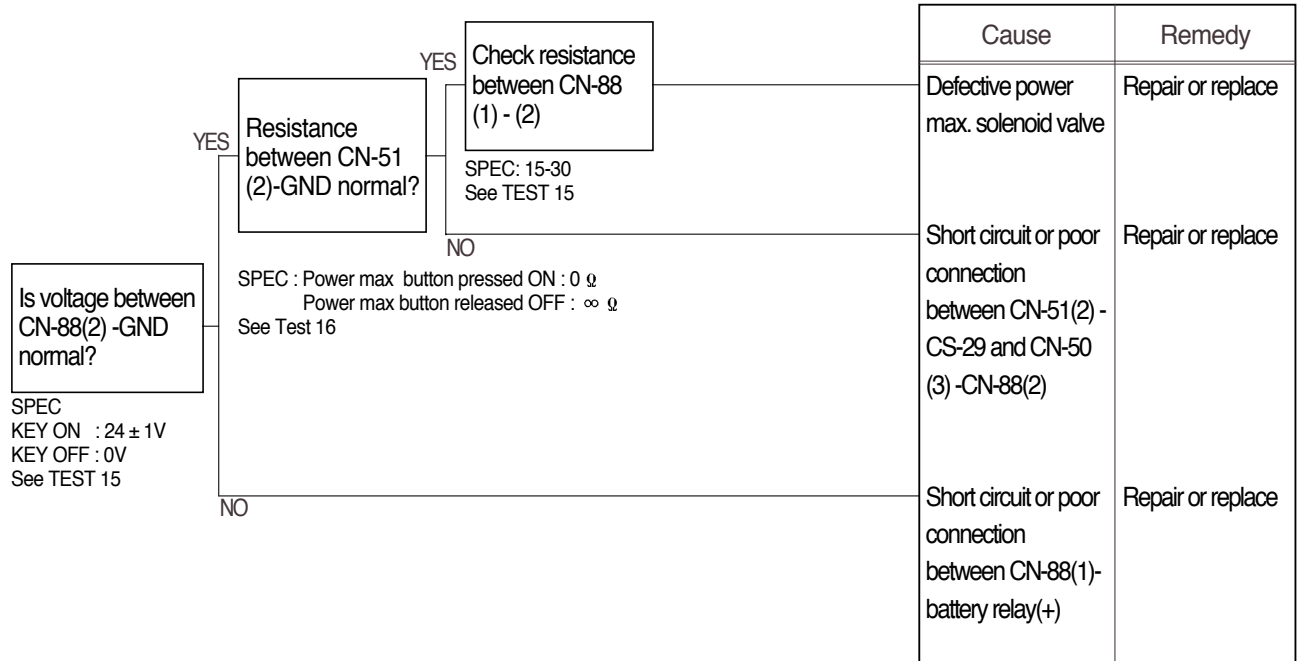 Is voltage between
CN-88(2) -GND
normal?
SPEC
KEY ON : 24 ± 1V
KEY OFF : 0V
See TEST 15
YES
NO
Resistance
between CN-51
(2)-GND normal?
SPEC : Power max button pressed ON : 0 Ω
Power max button released OFF : ∞ Ω
See Test 16
YES
NO
Check resistance
between CN-88
(1) - (2)
SPEC: 15-30
See TEST 15
Cause
Remedy
Defective power
max. solenoid valve
Repair or replace
Short circuit or poor
connection
between CN-51(2) -
CS-29 and CN-50
(3) -CN-88(2)
Repair or replace
Short circuit or poor
connection
between CN-88(1)-
battery relay(+)
Repair or replace